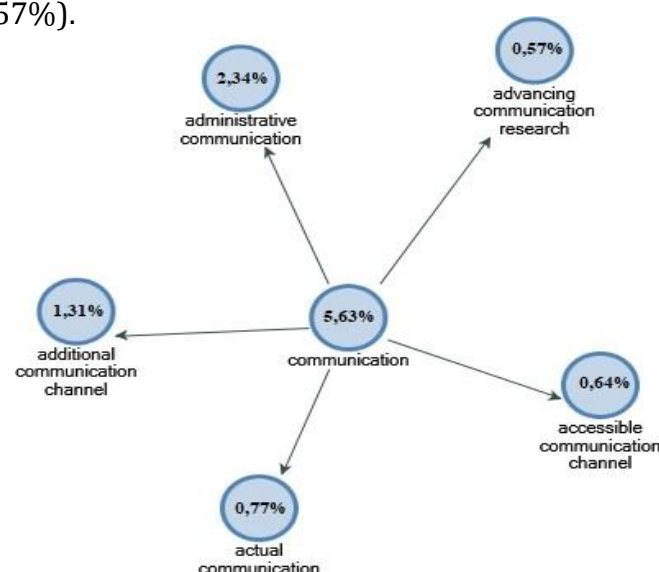 57%).
0,57%
advancing
communication
research
2,34%
administrative
communication
1,31%
additional
communication
channel
5,63%
communication
0,64%
accessible
communication
channel
0,77%
actual
communication